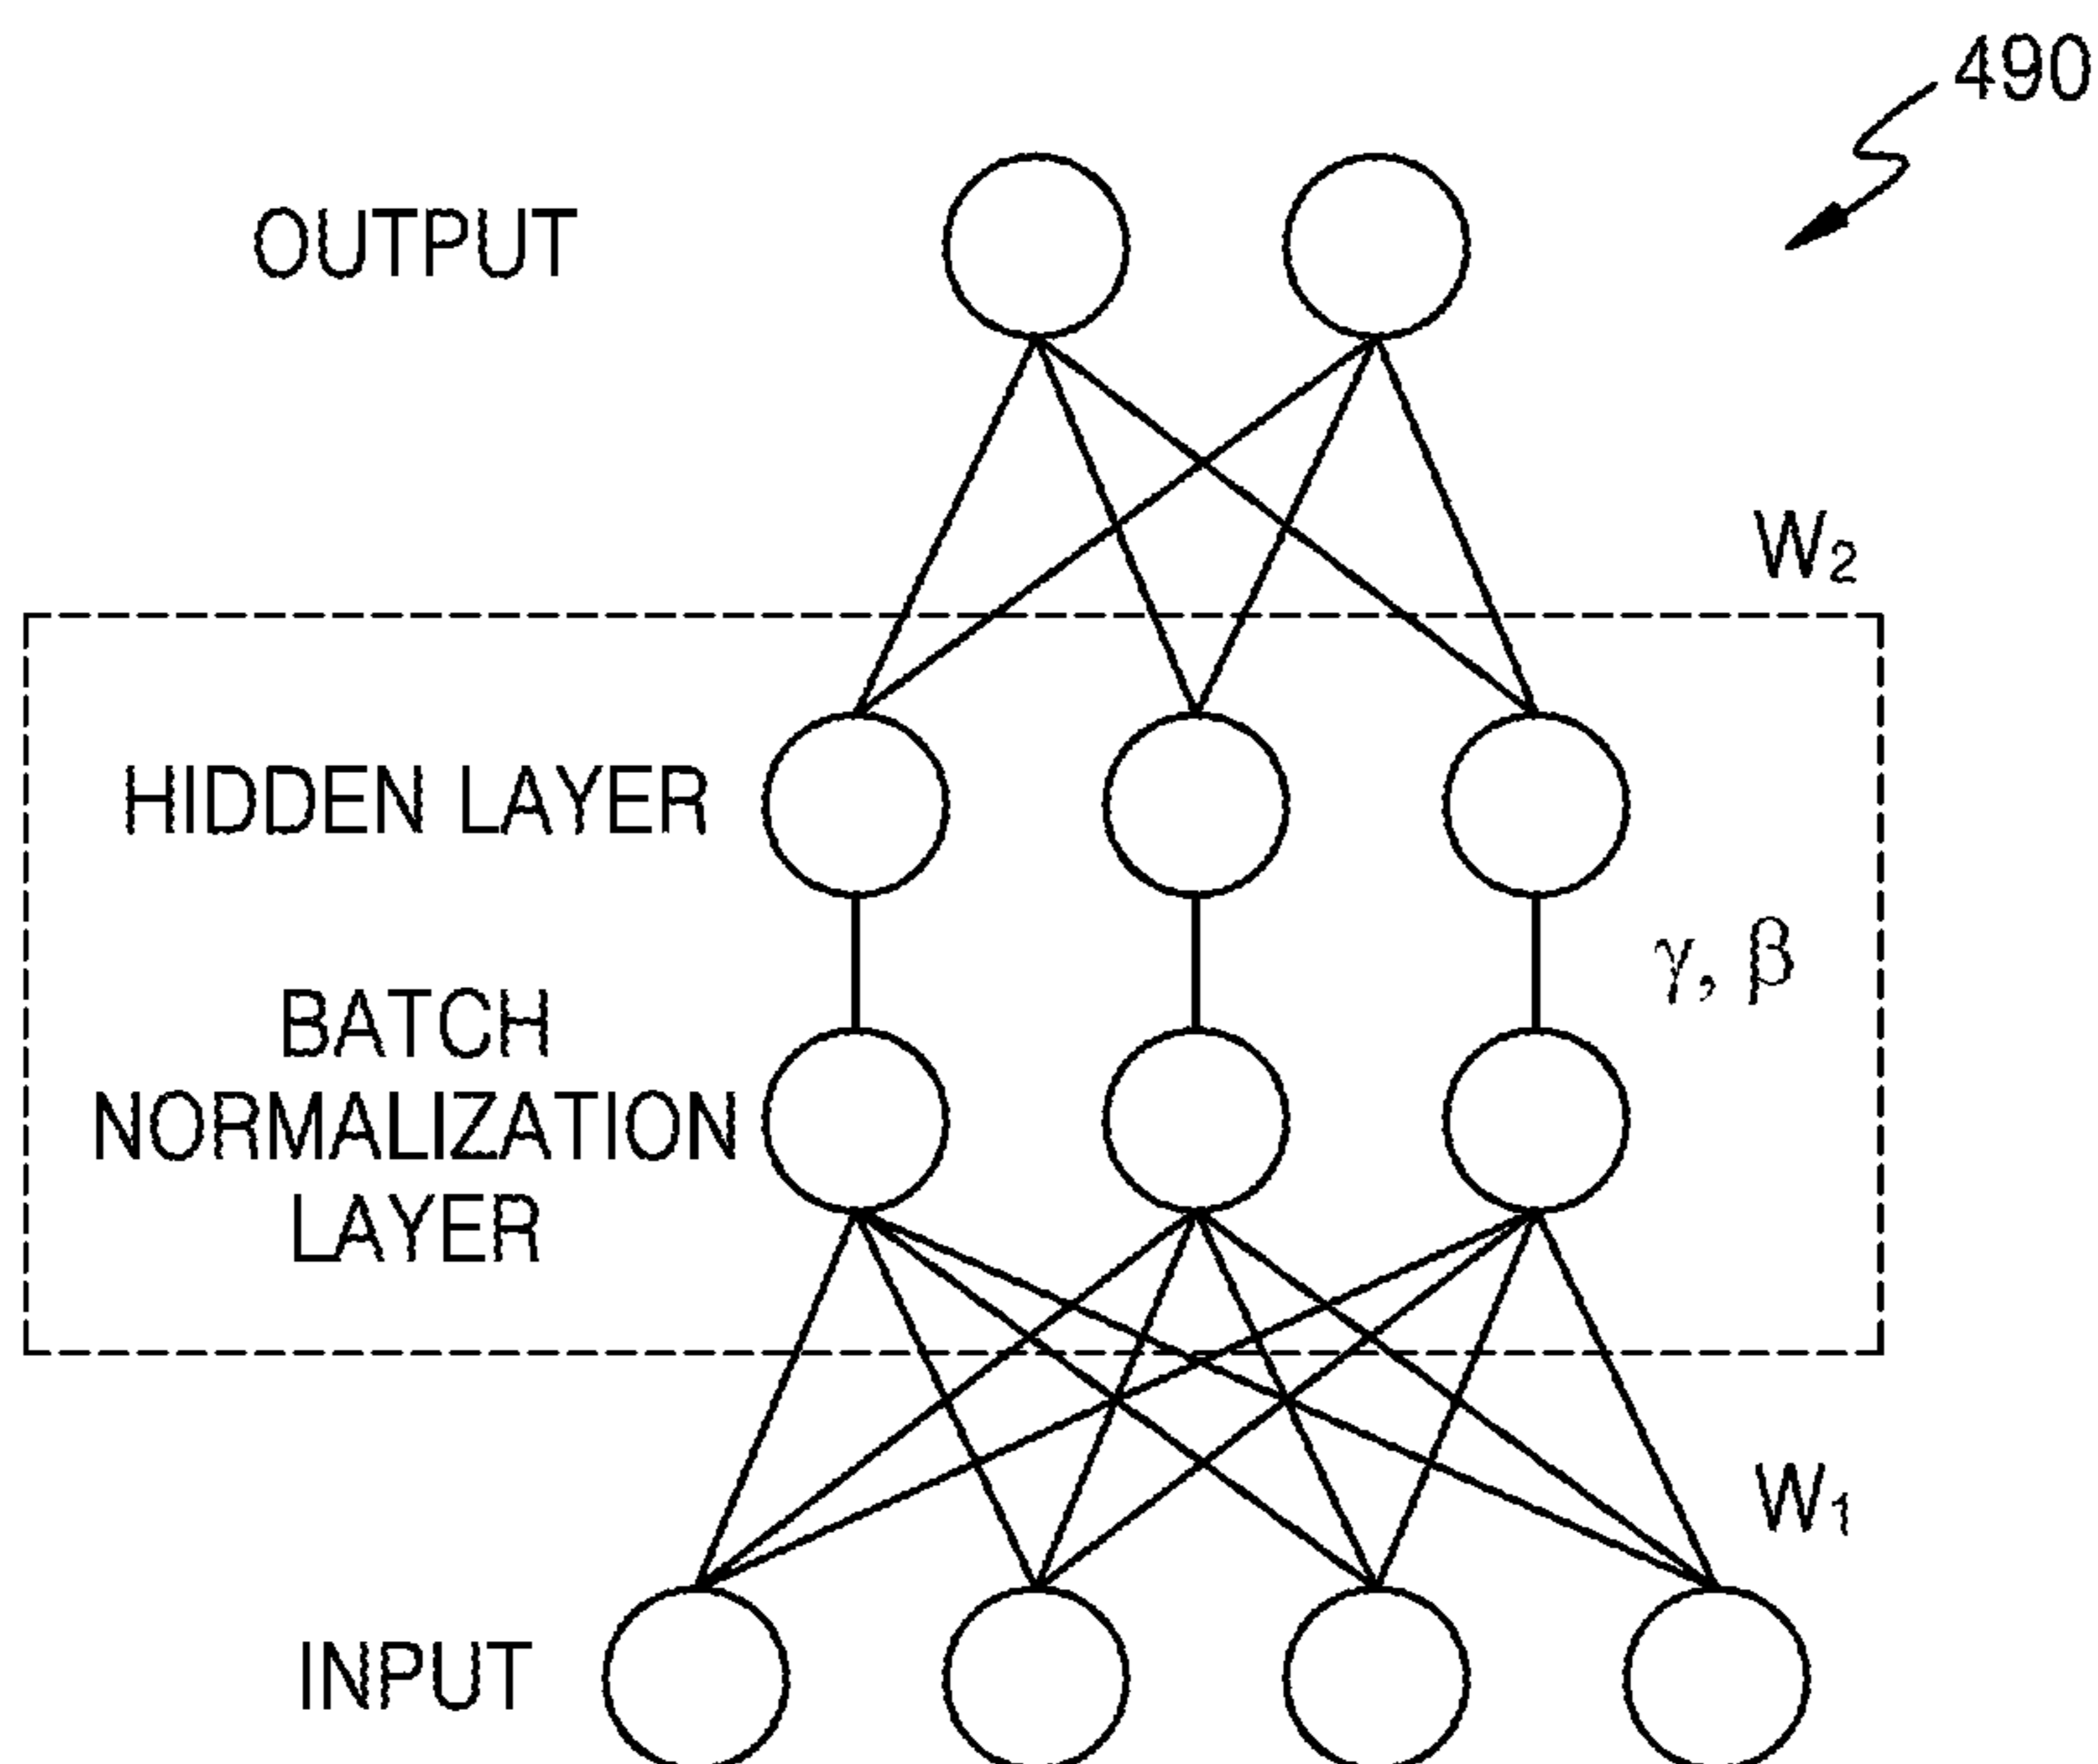 490
OUTPUT
W₂
HIDDEN LAYER
γ, β
BATCH
NORMALIZATION
LAYER
W₁
INPUT